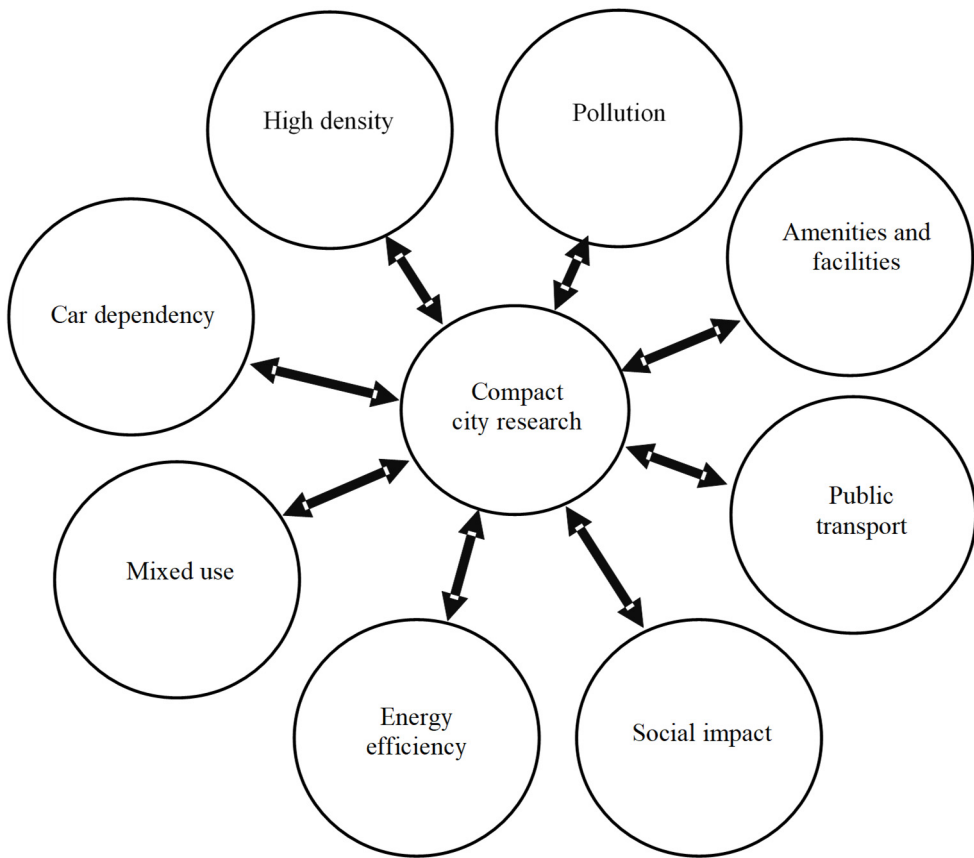 High density
Pollution
Amenities and
facilities
Car dependency
Compact
city research
Public
transport
Mixed use
Energy
efficiency
Social impact